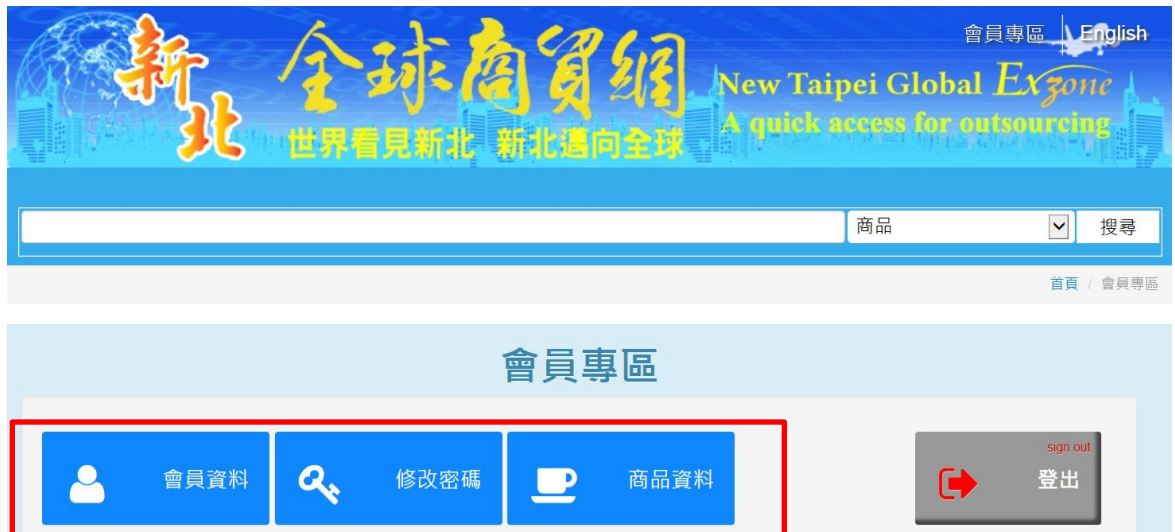 會員專區 English
新北
全球商貿網
世界看見新北 新北邁向全球
New Taipei Global Exzone
A quick access for outsourcing
商品 搜尋
首頁 / 會員專區
會員專區
會員資料 修改密碼 商品資料 sign out
登出